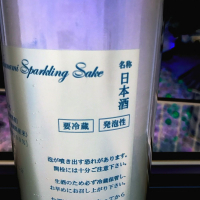 Sparkling Sake
名称
日本酒
要冷蔵
発泡性
泡が噴き出す恐れがあります。
開栓には十分ご注意下さい。
生酒のため必ず冷蔵保管し、
お早めにお召し上がり下さい。